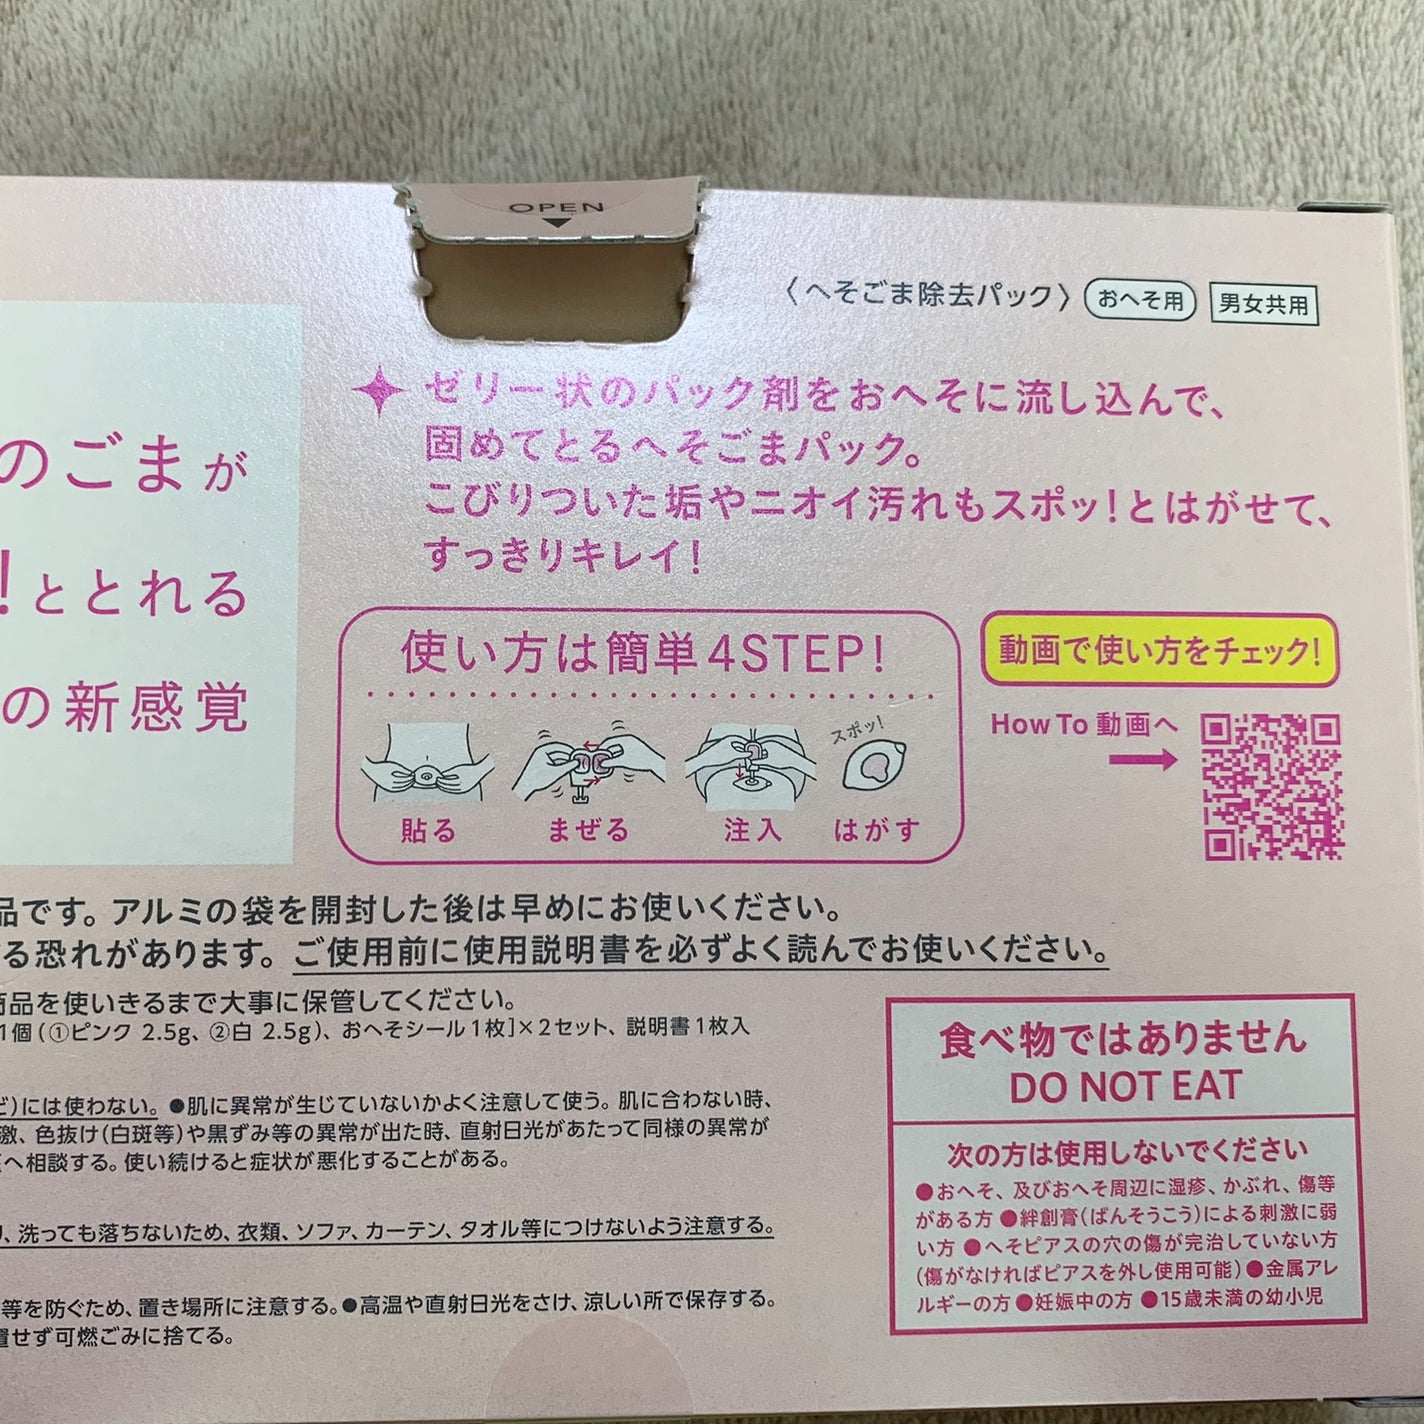 OPEN
〈へそごま除去パック〉 おへそ用 男女共用
ゼリー状のパック剤をおへそに流し込んで、
固めてとるへそごまパック。
こびりついた垢やニオイ汚れもスポッ!とはがせて、
すっきりキレイ!
のごまが
!ととれる
の新感覚
使い方は簡単4STEP!
スポッ!
貼る まぜる 注入 はがす
動画で使い方をチェック!
How To 動画へ
品です。アルミの袋を開封した後は早めにお使いください。
る恐れがあります。ご使用前に使用説明書を必ずよく読んでお使いください。
商品を使いきるまで大事に保管してください。
1個(①ピンク 2.5g、②白 2.5g)、おへそシール1枚]×2セット、説明書1枚入
ど)には使わない。●肌に異常が生じていないかよく注意して使う。肌に合わない時、
激、色抜け(白斑等)や黒ずみ等の異常が出た時、直射日光があたって同様の異常が
へ相談する。使い続けると症状が悪化することがある。
、洗っても落ちないため、衣類、ソファ、カーテン、タオル等につけないよう注意する。
等を防ぐため、置き場所に注意する。●高温や直射日光をさけ、涼しい所で保存する。
置せず可燃ごみに捨てる。
食べ物ではありません
DO NOT EAT
次の方は使用しないでください
●おへそ、及びおへそ周辺に湿疹、かぶれ、傷等
がある方 ●絆創膏(ばんそうこう)による刺激に弱
い方 ●へそピアスの穴の傷が完治していない方
(傷がなければピアスを外し使用可能)●金属アレ
ルギーの方 ●妊娠中の方 ●15歳未満の幼小児